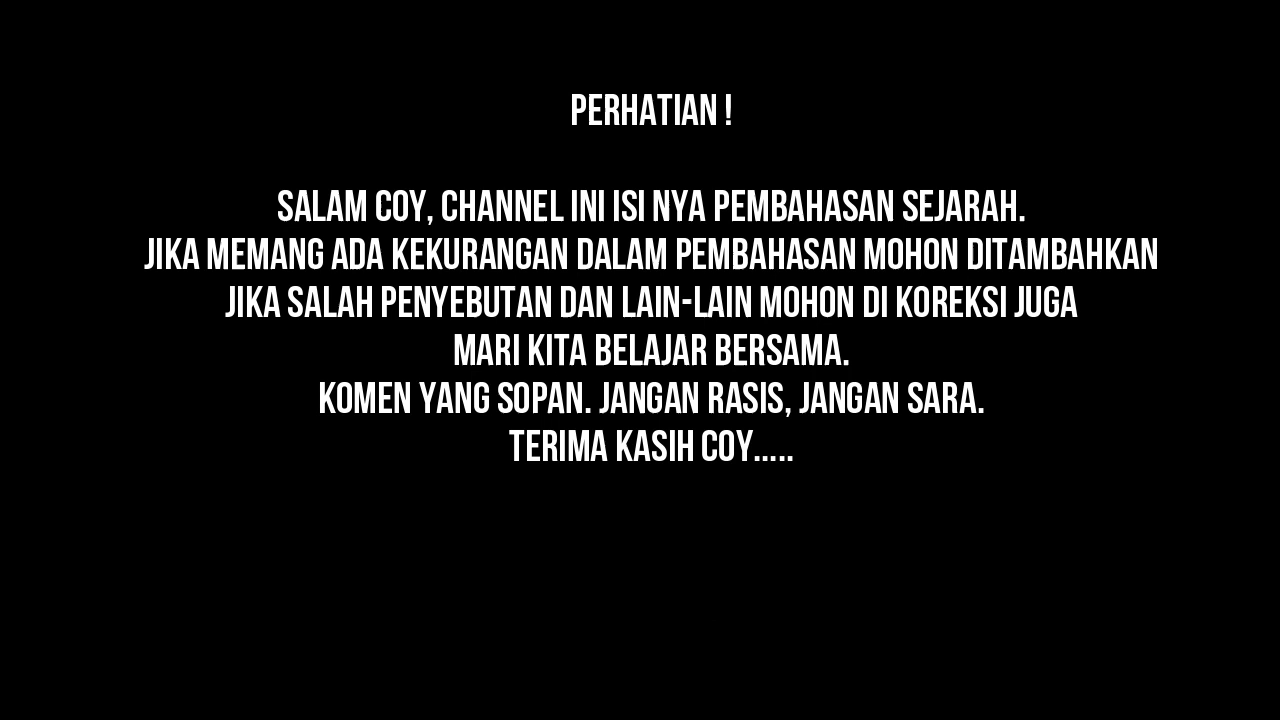 PERHATIAN !
SALAM COY, CHANNEL INI ISI NYA PEMBAHASAN SEJARAH.
JIKA MEMANG ADA KEKURANGAN DALAM PEMBAHASAN MOHON DITAMBAHKAN
JIKA SALAH PENYEBUTAN DAN LAIN-LAIN MOHON DI KOREKSI JUGA
MARI KITA BELAJAR BERSAMA.
KOMEN YANG SOPAN. JANGAN RASIS, JANGAN SARA.
TERIMA KASIH COY.....